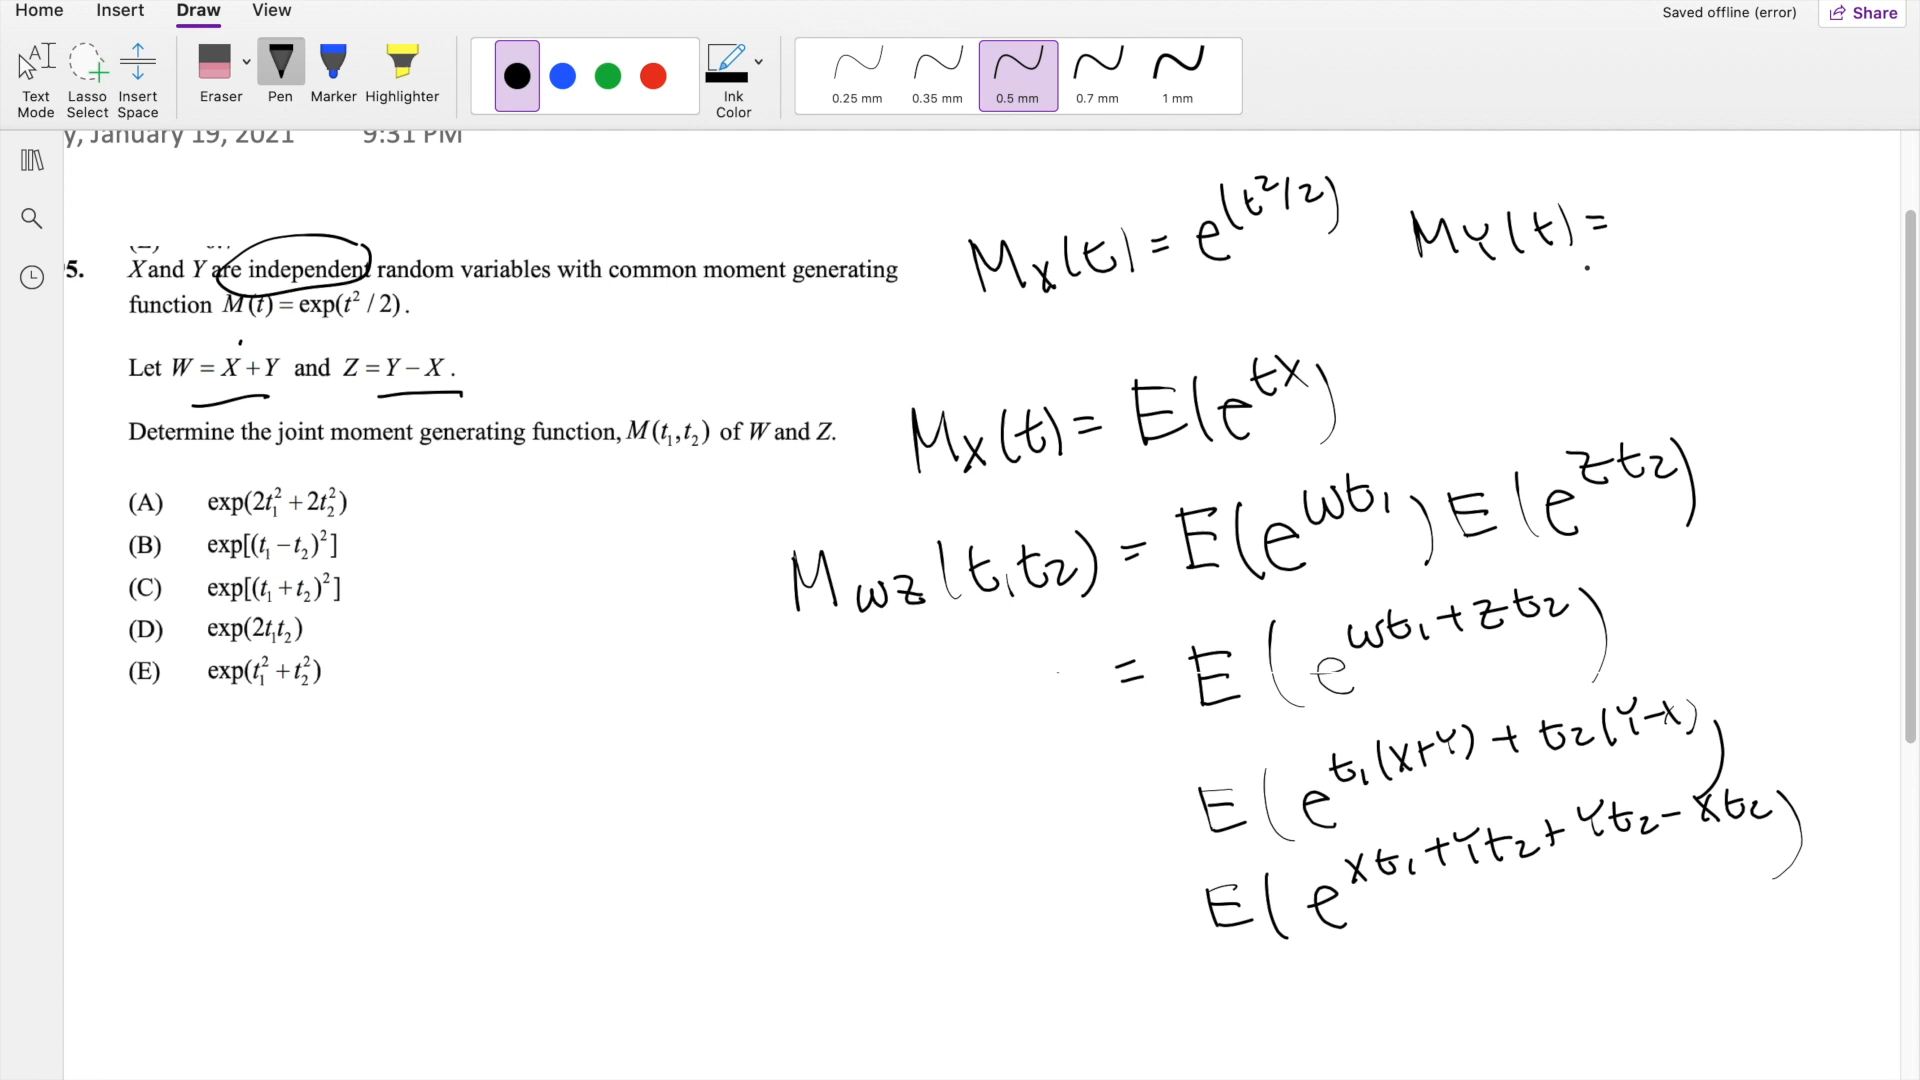 Home Insert Draw View Saved offline (error) Share
Text Mode Lasso Select Insert Space Eraser Pen Marker Highlighter Ink Color 0.25 mm 0.35 mm 0.5 mm 0.7 mm 1 mm
y, January 19, 2021 9:31 PM
5. X and Y are independent random variables with common moment generating
function M(t) = exp(t² / 2).
Let W = X + Y and Z = Y − X.
Determine the joint moment generating function, M(t₁,t₂) of W and Z.
(A) exp(2t₁² + 2t₂²)
(B) exp[(t₁ − t₂)²]
(C) exp[(t₁ + t₂)²]
(D) exp(2t₁t₂)
(E) exp(t₁² + t₂²)
M_X(t) = e^(t²/2) M_Y(t) =
M_X(t) = E(e^tX)
M_WZ(t₁t₂) = E(e^Wt₁) E(e^Zt₂)
= E(e^Wt₁+Zt₂)
E(e^t₁(X+Y) + t₂(Y−X))
E(e^Xt₁+Yt₂+Yt₂−Xt₂)